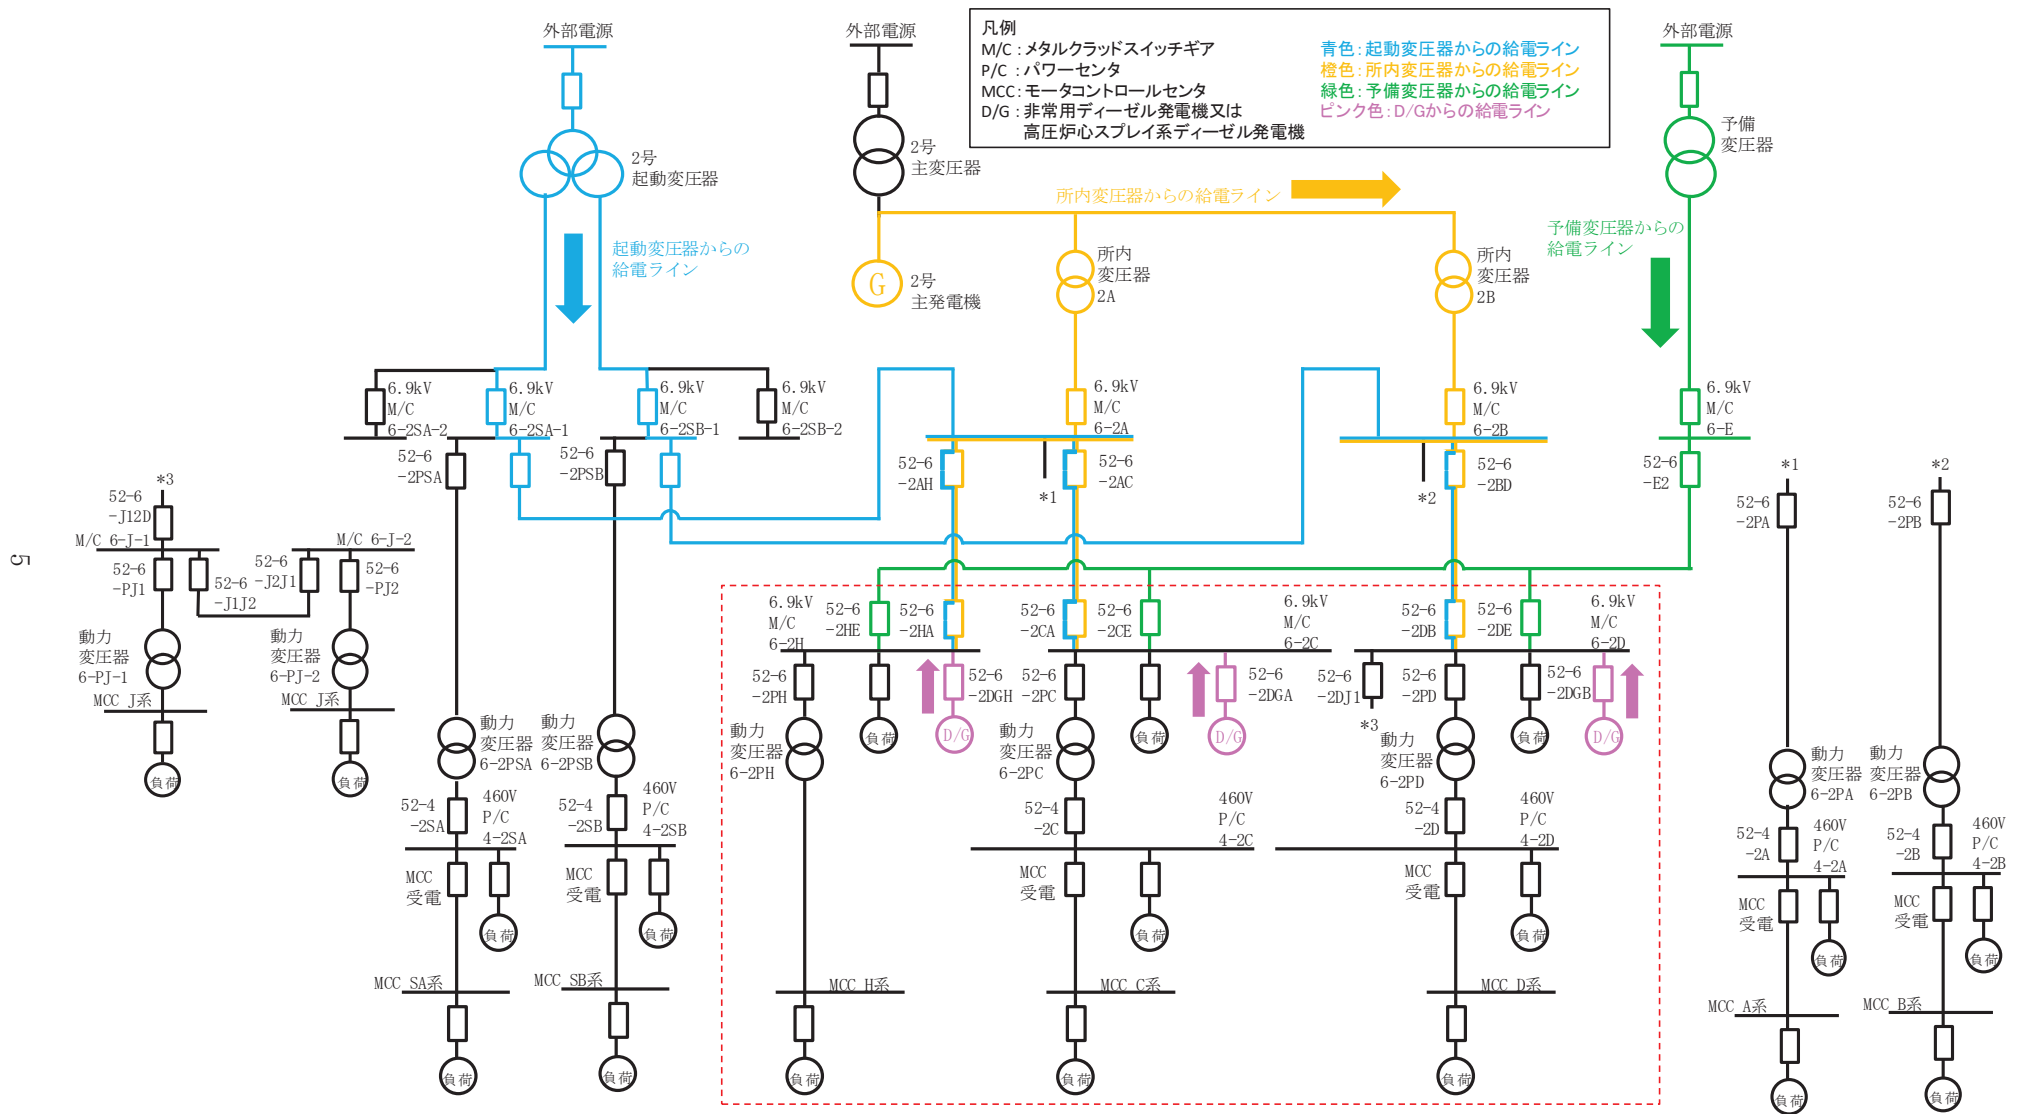 外部電源
外部電源
外部電源
凡例
M/C：メタルクラッドスイッチギア
P/C：パワーセンタ
MCC：モータコントロールセンタ
D/G：非常用ディーゼル発電機又は
高圧炉心スプレイ系ディーゼル発電機
青色：起動変圧器からの給電ライン
橙色：所内変圧器からの給電ライン
緑色：予備変圧器からの給電ライン
ピンク色：D/Gからの給電ライン
2号
起動変圧器
2号
主変圧器
予備
変圧器
所内変圧器からの給電ライン
起動変圧器からの
給電ライン
予備変圧器からの
給電ライン
G
2号
主発電機
所内
変圧器
2A
所内
変圧器
2B
6.9kV
M/C
6-2SA-2
6.9kV
M/C
6-2SA-1
6.9kV
M/C
6-2SB-1
6.9kV
M/C
6-2SB-2
6.9kV
M/C
6-2A
6.9kV
M/C
6-2B
6.9kV
M/C
6-E
52-6
-2PSA
52-6
-2PSB
52-6
-2AH
*1
52-6
-2AC
*2
52-6
-2BD
52-6
-E2
*1
52-6
-2PA
*2
52-6
-2PB
*3
52-6
-J12D
M/C 6-J-1
M/C 6-J-2
52-6
-PJ1
52-6
-J1J2
52-6
-J2J1
52-6
-PJ2
動力
変圧器
6-PJ-1
動力
変圧器
6-PJ-2
MCC J系
MCC J系
負荷
負荷
6.9kV
M/C
6-2H
52-6
-2HE
52-6
-2HA
52-6
-2CA
52-6
-2CE
6.9kV
M/C
6-2C
52-6
-2DB
52-6
-2DE
6.9kV
M/C
6-2D
52-6
-2PH
52-6
-2DGH
52-6
-2PC
52-6
-2DGA
52-6
-2DJ1
*3
52-6
-2PD
52-6
-2DGB
負荷
D/G
負荷
D/G
負荷
D/G
動力
変圧器
6-2PSA
動力
変圧器
6-2PSB
動力
変圧器
6-2PH
動力
変圧器
6-2PC
動力
変圧器
6-2PD
動力
変圧器
6-2PA
動力
変圧器
6-2PB
52-4
-2SA
460V
P/C
4-2SA
52-4
-2SB
460V
P/C
4-2SB
52-4
-2C
460V
P/C
4-2C
52-4
-2D
460V
P/C
4-2D
52-4
-2A
460V
P/C
4-2A
52-4
-2B
460V
P/C
4-2B
MCC
受電
MCC
受電
MCC
受電
MCC
受電
MCC
受電
MCC
受電
負荷
負荷
負荷
負荷
負荷
負荷
MCC SA系
MCC SB系
MCC H系
MCC C系
MCC D系
MCC A系
MCC B系
負荷
負荷
負荷
負荷
負荷
負荷
負荷
5